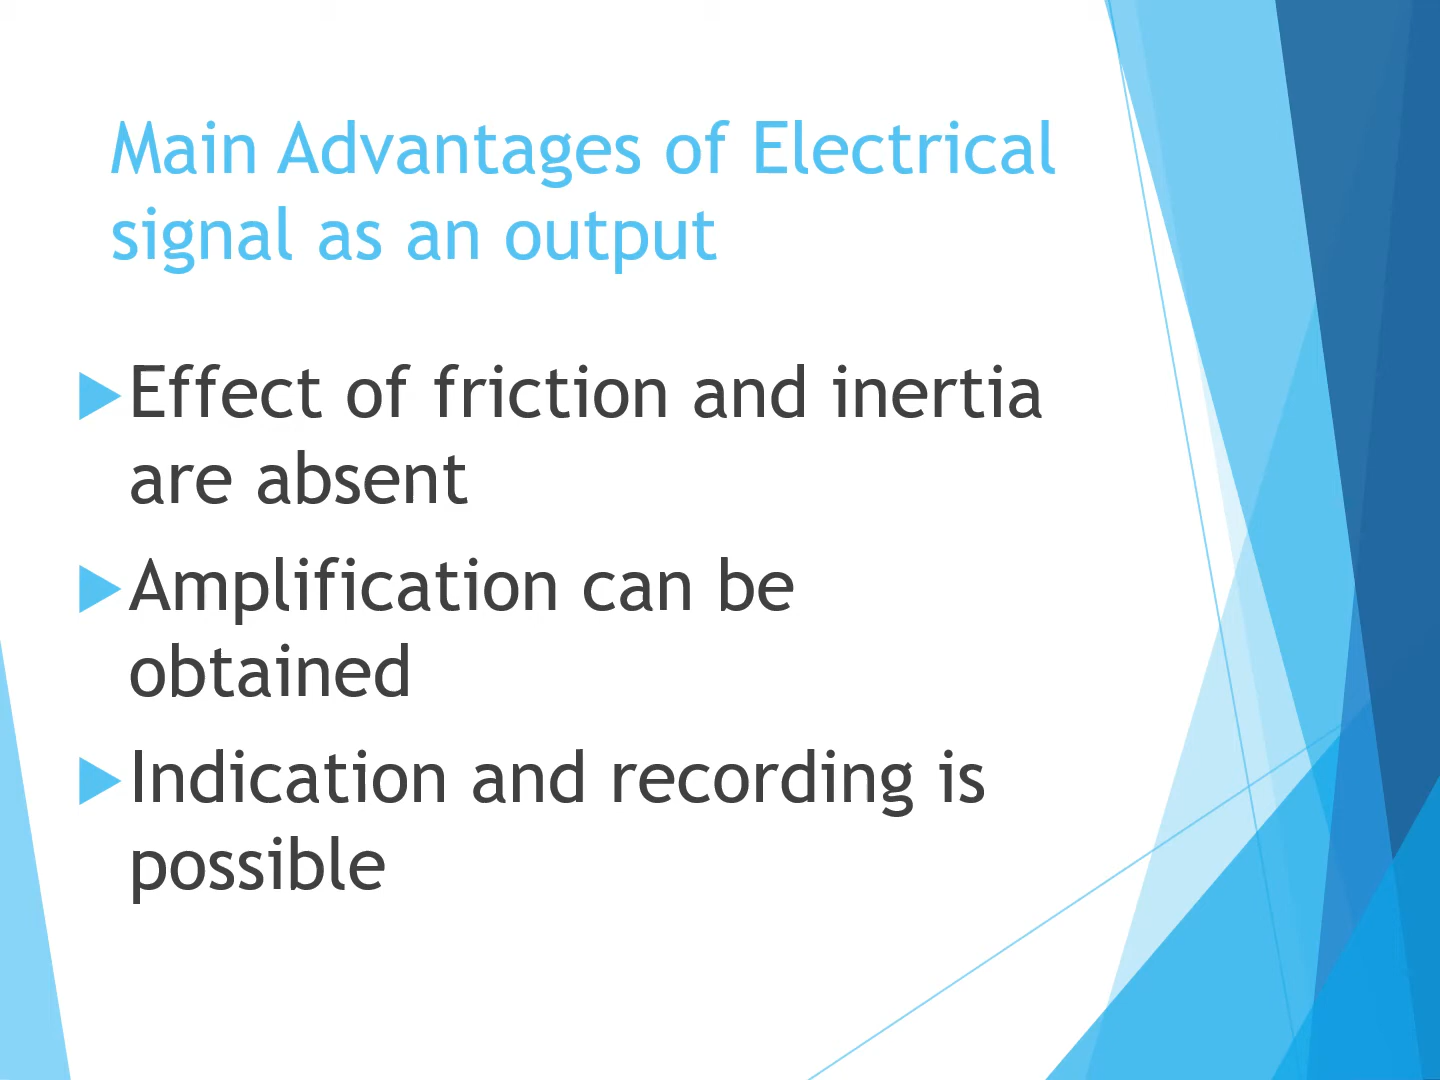 Main Advantages of Electrical
signal as an output
Effect of friction and inertia
are absent
Amplification can be
obtained
Indication and recording is
possible